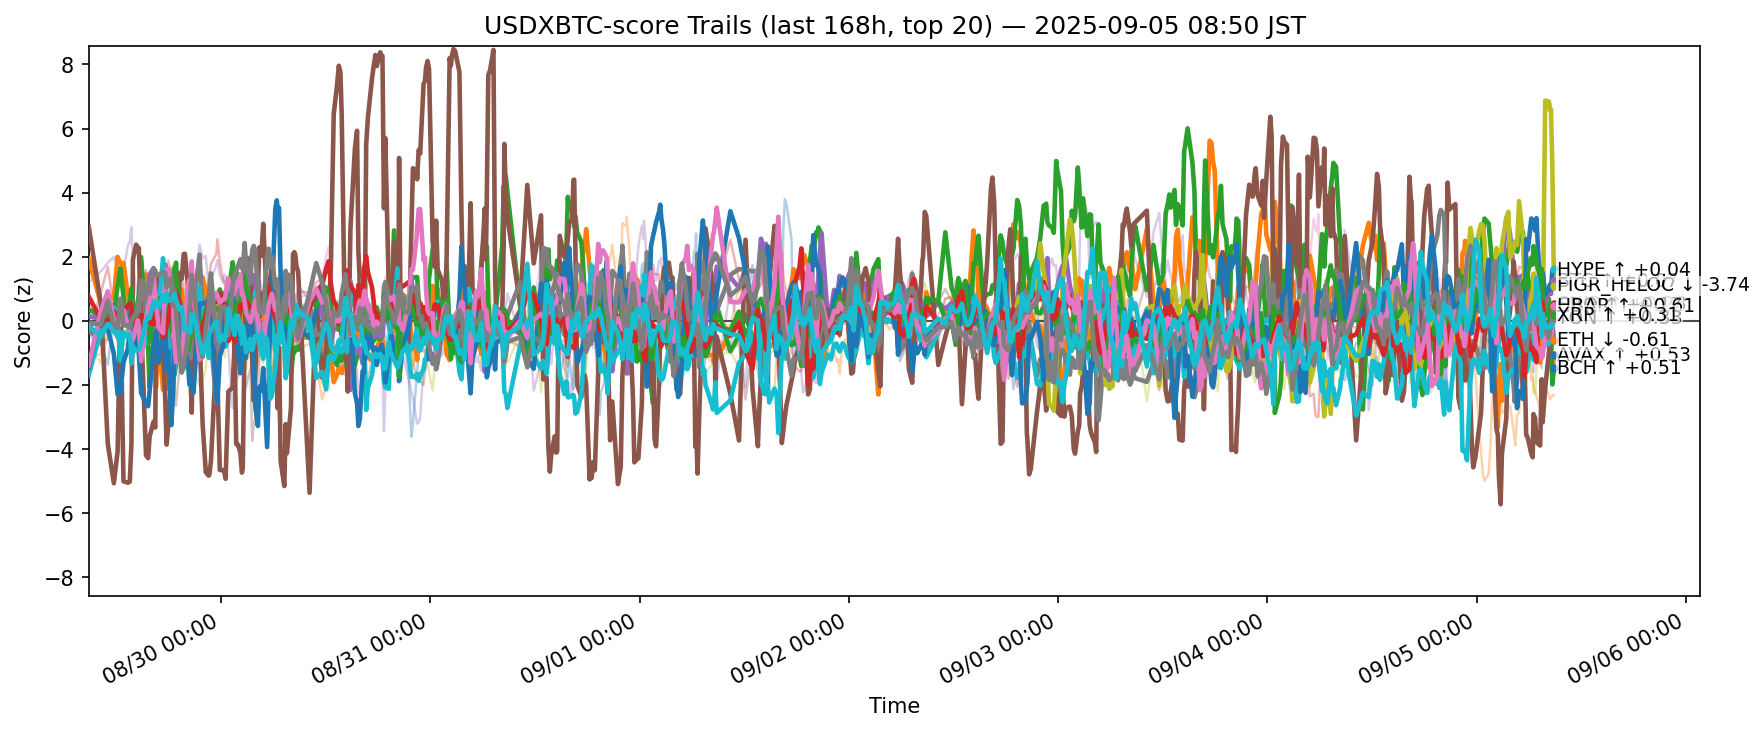 USDXBTC-score Trails (last 168h, top 20) — 2025-09-05 08:50 JST
Score (z)
8
6
4
2
0
−2
−4
−6
−8
HYPE ↑ +0.04
FIGR_HELOC ↓ -3.74
XRP ↑ +0.31
ETH ↓ -0.61
AVAX ↑ +0.53
BCH ↑ +0.51
08/30 00:00
08/31 00:00
09/01 00:00
09/02 00:00
09/03 00:00
09/04 00:00
09/05 00:00
09/06 00:00
Time